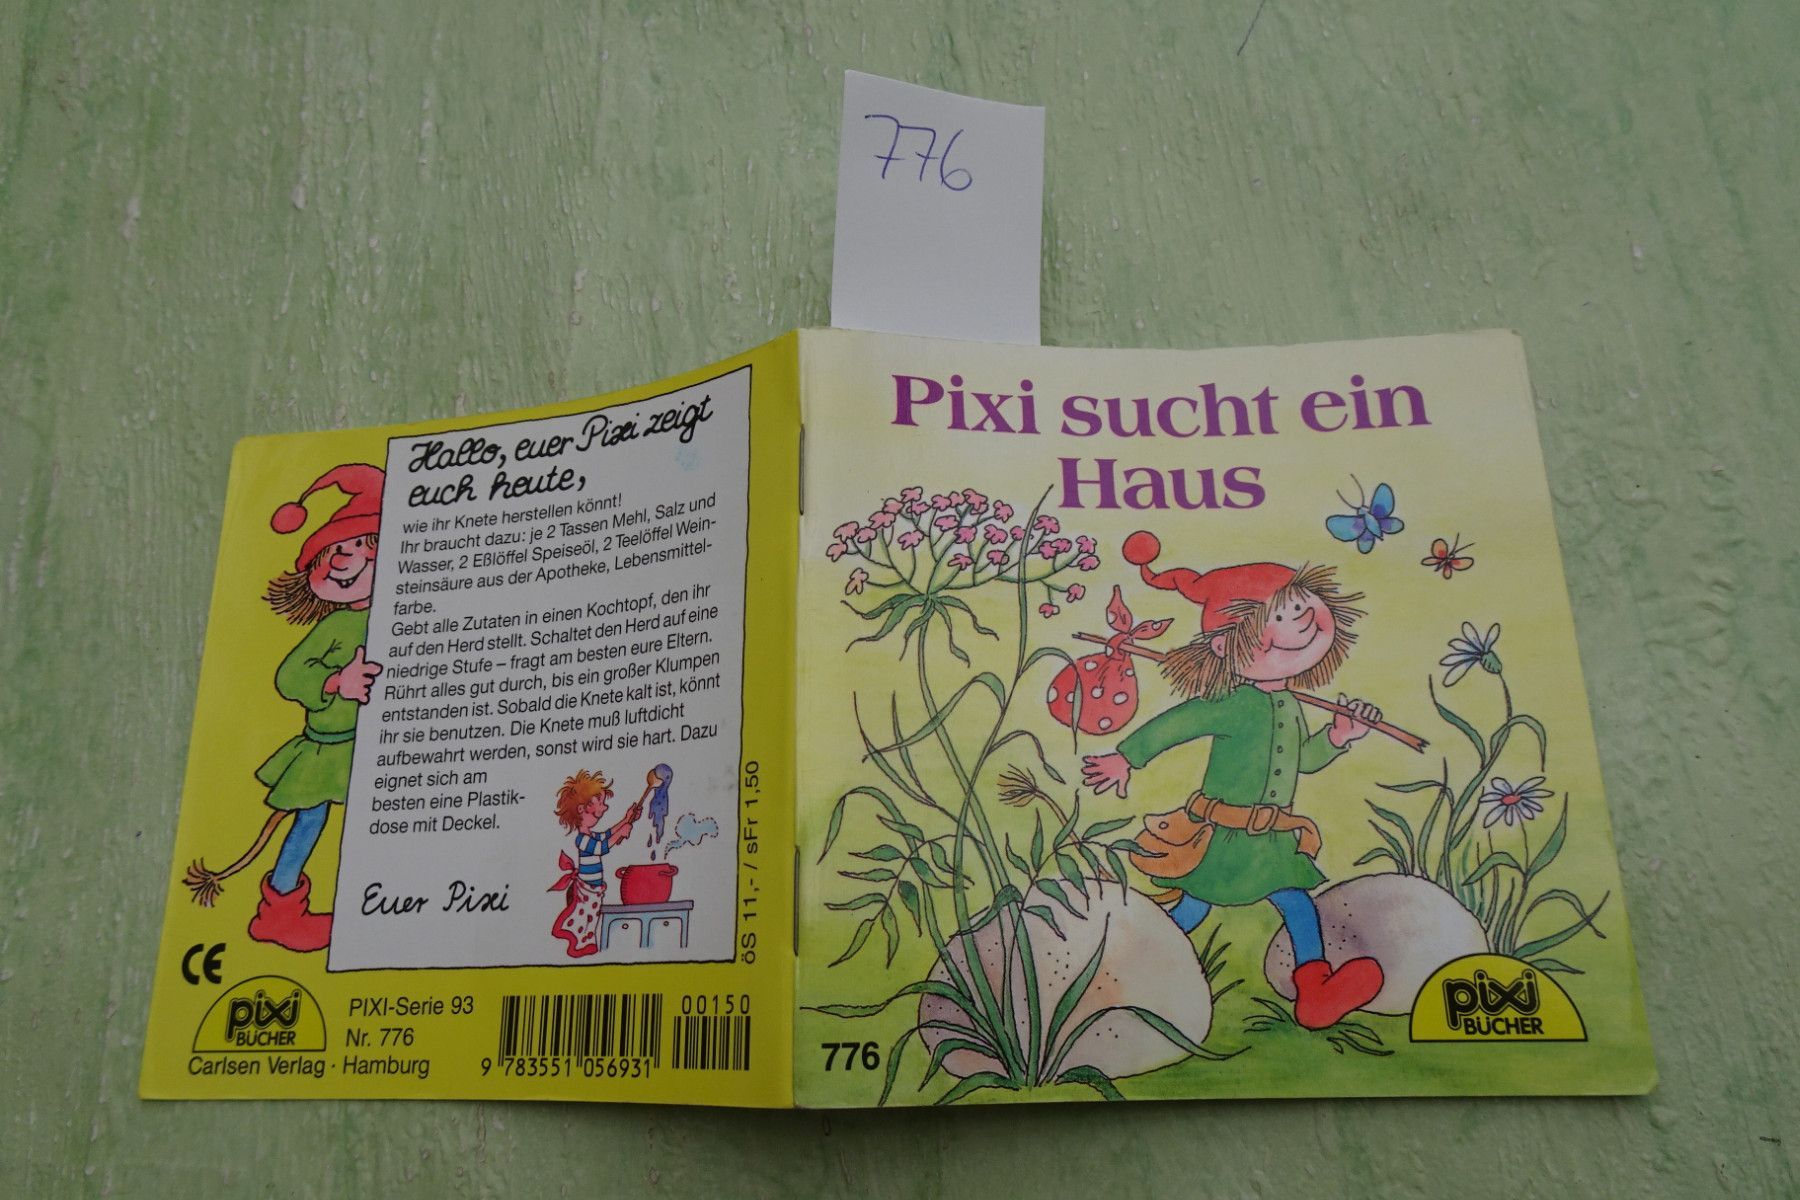 776
Hallo, euer Pixi zeigt
euch heute,
wie ihr Knete herstellen könnt!
Ihr braucht dazu: je 2 Tassen Mehl, Salz und
Wasser, 2 Eßlöffel Speiseöl, 2 Teelöffel Wein-
steinsäure aus der Apotheke, Lebensmittel-
farbe.
Gebt alle Zutaten in einen Kochtopf, den ihr
auf den Herd stellt. Schaltet den Herd auf eine
niedrige Stufe – fragt am besten eure Eltern.
Rührt alles gut durch, bis ein großer Klumpen
entstanden ist. Sobald die Knete kalt ist, könnt
ihr sie benutzen. Die Knete muß luftdicht
aufbewahrt werden, sonst wird sie hart. Dazu
eignet sich am
besten eine Plastik-
dose mit Deckel.
Euer Pixi
öS 11,- / sFr 1,50
CE
pixi
BÜCHER
Carlsen Verlag · Hamburg
PIXI-Serie 93
Nr. 776
00150
9 783551 056931
Pixi sucht ein
Haus
776
pixi
BÜCHER